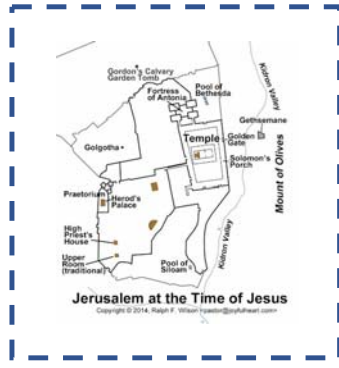 Gordon's Calvary
Garden Tomb
Fortress
of Antonia
Pool of
Bethesda
Kidron Valley
Gethsemane
Golgotha
Temple
Golden
Gate
Solomon's
Porch
Mount of Olives
Praetorium
Herod's
Palace
High
Priest's
House
Upper
Room
(traditional)
Pool of
Siloam
Kidron Valley
Jerusalem at the Time of Jesus
Copyright © 2014, Ralph F. Wilson <pastor@joyfulheart.com>